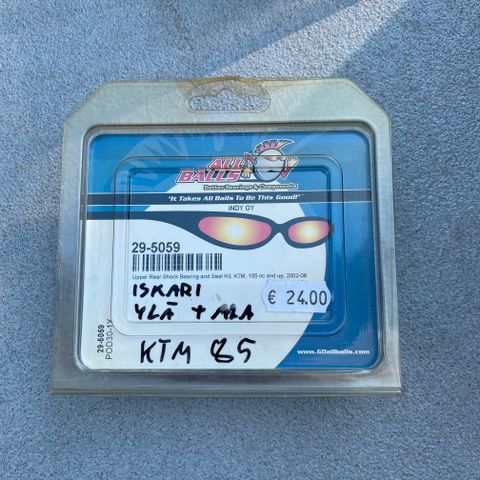 ALL
BALLS
Better Bearings & Components
"It Takes All Balls To Be This Good!"
INDY OY
29-5059
Upper Rear Shock Bearing and Seal Kit, KTM, 105 cc and up, 2002-08
ISKARI
YLÄ + ALA
€ 24.00
KTM 85
29-5059
POD30-1X
www.GOallballs.com